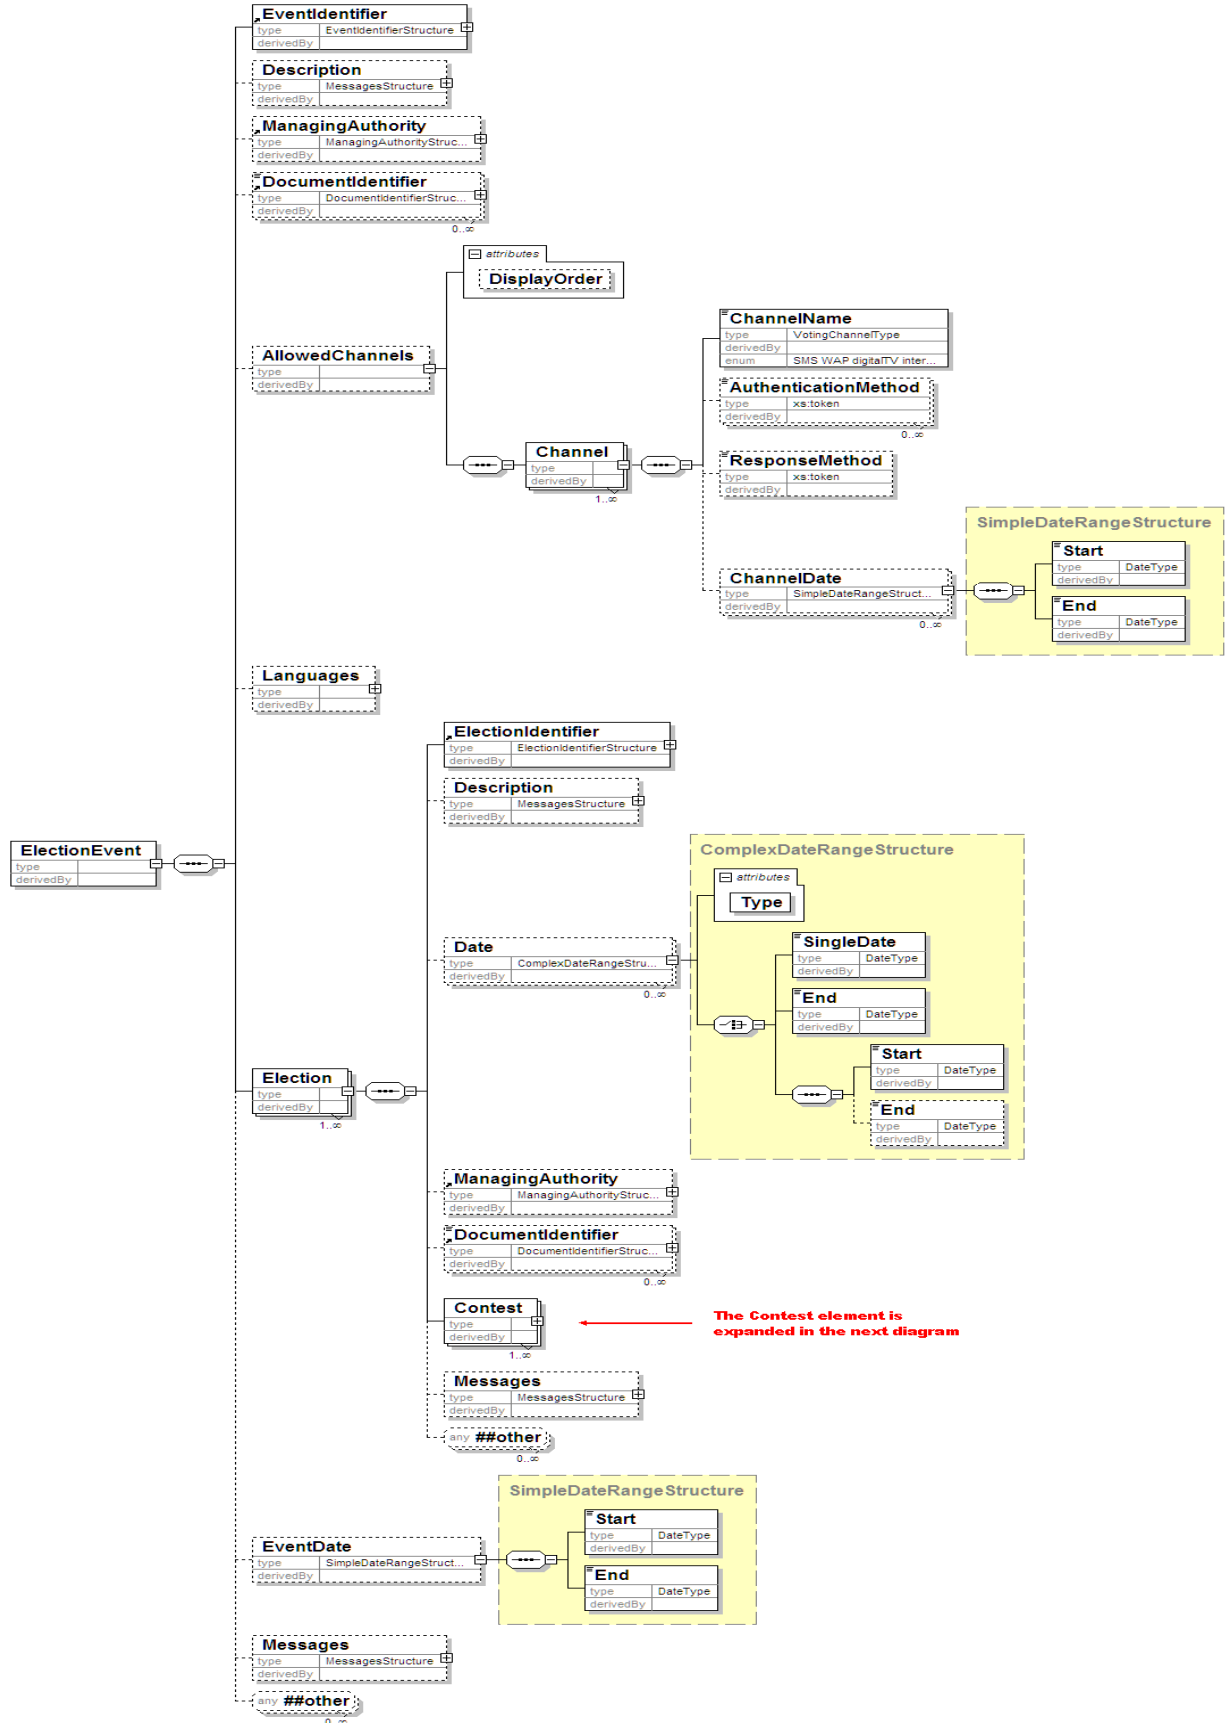 EventIdentifier
type EventIdentifierStructure
derivedBy
Description
type MessagesStructure
derivedBy
ManagingAuthority
type ManagingAuthorityStruc...
derivedBy
DocumentIdentifier
type DocumentIdentifierStruc...
derivedBy
0..∞
attributes
DisplayOrder
AllowedChannels
type
derivedBy
Channel
type
derivedBy
1..∞
ChannelName
type VotingChannelType
derivedBy
enum SMS WAP digitalTV inter...
AuthenticationMethod
type xs:token
derivedBy
0..∞
ResponseMethod
type xs:token
derivedBy
ChannelDate
type SimpleDateRangeStruct...
derivedBy
0..∞
SimpleDateRangeStructure
Start
type DateType
derivedBy
End
type DateType
derivedBy
Languages
type
derivedBy
ElectionEvent
type
derivedBy
Election
type
derivedBy
1..∞
ElectionIdentifier
type ElectionIdentifierStructure
derivedBy
Description
type MessagesStructure
derivedBy
Date
type ComplexDateRangeStru...
derivedBy
0..∞
ComplexDateRangeStructure
attributes
Type
SingleDate
type DateType
derivedBy
End
type DateType
derivedBy
Start
type DateType
derivedBy
End
type DateType
derivedBy
ManagingAuthority
type ManagingAuthorityStruc...
derivedBy
DocumentIdentifier
type DocumentIdentifierStruc...
derivedBy
0..∞
Contest
type
derivedBy
1..∞
The Contest element is
expanded in the next diagram
Messages
type MessagesStructure
derivedBy
any ##other
0..∞
EventDate
type SimpleDateRangeStruct...
derivedBy
SimpleDateRangeStructure
Start
type DateType
derivedBy
End
type DateType
derivedBy
Messages
type MessagesStructure
derivedBy
any ##other
0..∞